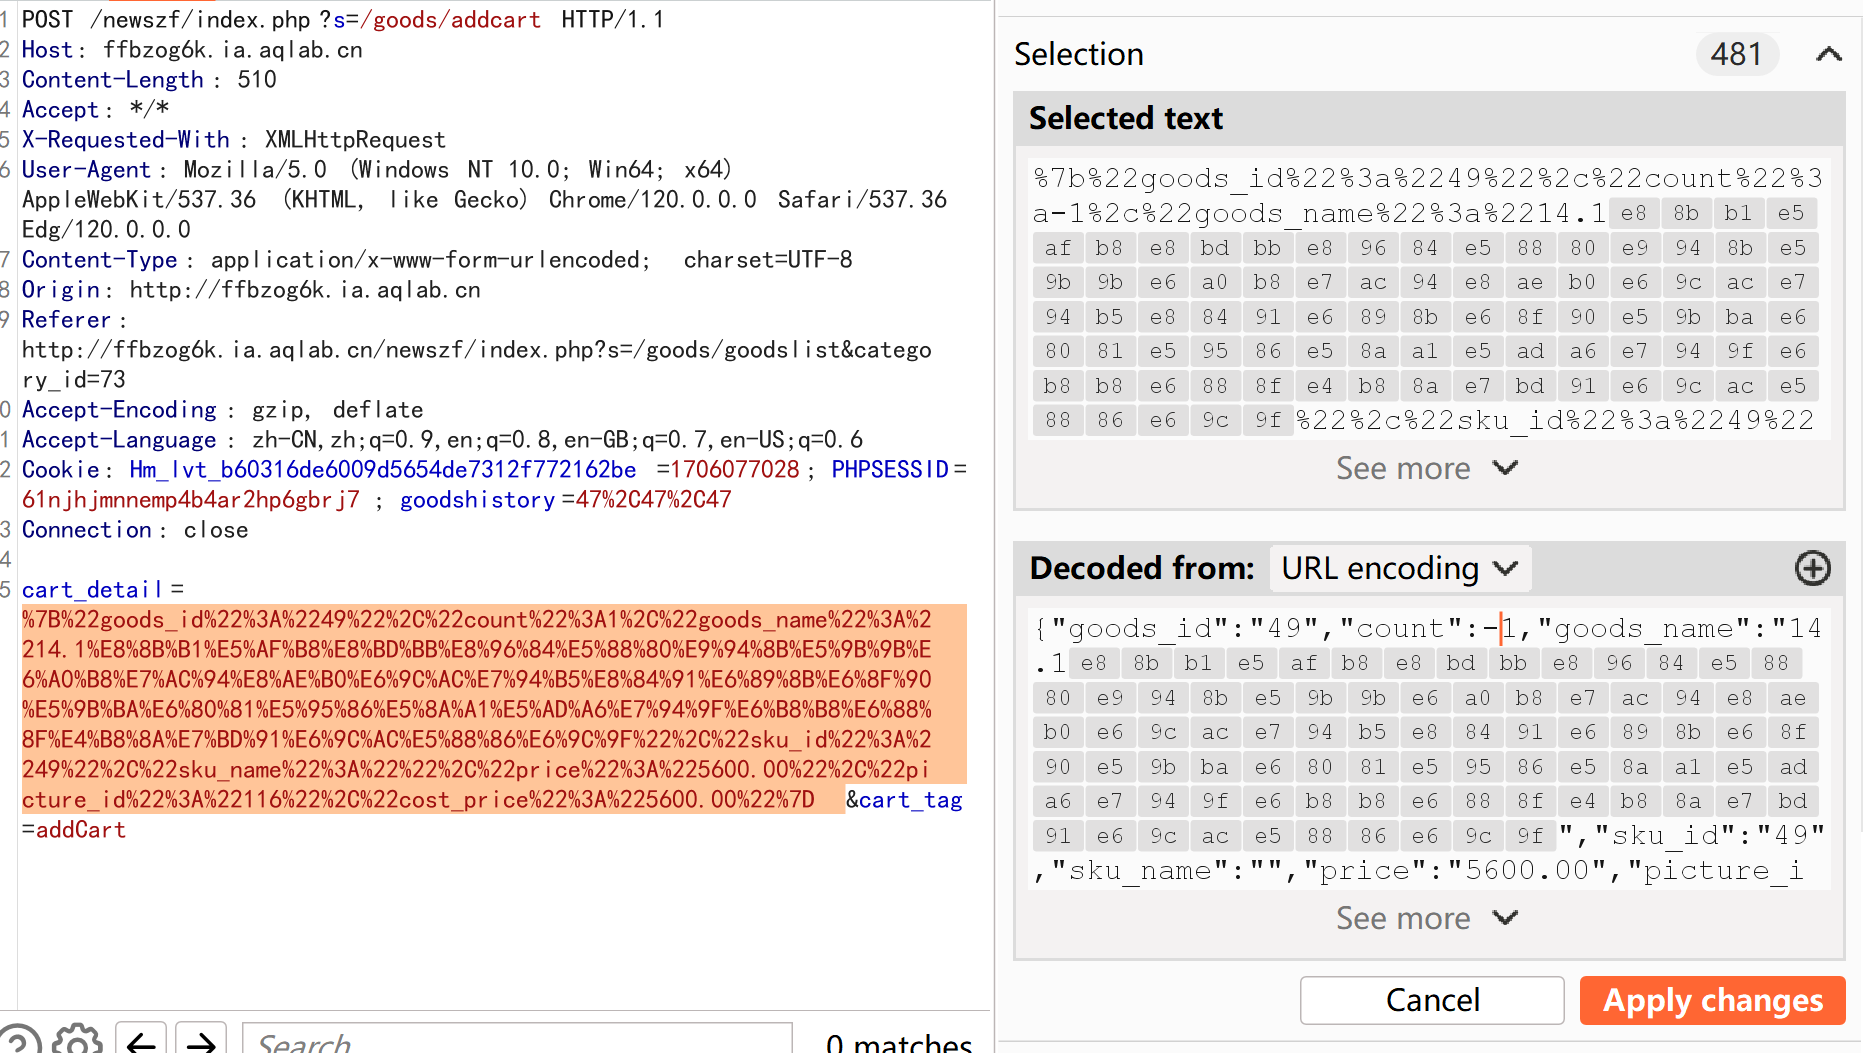 1 POST /newszf/index.php?s=/goods/addcart HTTP/1.1
2 Host: ffbzog6k.ia.aqlab.cn
3 Content-Length: 510
4 Accept: */*
5 X-Requested-With: XMLHttpRequest
6 User-Agent: Mozilla/5.0 (Windows NT 10.0; Win64; x64)
AppleWebKit/537.36 (KHTML, like Gecko) Chrome/120.0.0.0 Safari/537.36
Edg/120.0.0.0
7 Content-Type: application/x-www-form-urlencoded; charset=UTF-8
8 Origin: http://ffbzog6k.ia.aqlab.cn
9 Referer:
http://ffbzog6k.ia.aqlab.cn/newszf/index.php?s=/goods/goodslist&catego
ry_id=73
0 Accept-Encoding: gzip, deflate
1 Accept-Language: zh-CN,zh;q=0.9,en;q=0.8,en-GB;q=0.7,en-US;q=0.6
2 Cookie: Hm_lvt_b60316de6009d5654de7312f772162be=1706077028; PHPSESSID=
61njhjmnnemp4b4ar2hp6gbrj7; goodshistory=47%2C47%2C47
3 Connection: close
4
5 cart_detail=
%7B%22goods_id%22%3A%2249%22%2C%22count%22%3A1%2C%22goods_name%22%3A%2
214.1%E8%8B%B1%E5%AF%B8%E8%BD%BB%E8%96%84%E5%88%80%E9%94%8B%E5%9B%9B%E
6%A0%B8%E7%AC%94%E8%AE%B0%E6%9C%AC%E7%94%B5%E8%84%91%E6%89%8B%E6%8F%90
%E5%9B%BA%E6%80%81%E5%95%86%E5%8A%A1%E5%AD%A6%E7%94%9F%E6%B8%B8%E6%88%
8F%E4%B8%8A%E7%BD%91%E6%9C%AC%E5%88%86%E6%9C%9F%22%2C%22sku_id%22%3A%2
249%22%2C%22sku_name%22%3A%22%22%2C%22price%22%3A%225600.00%22%2C%22pi
cture_id%22%3A%22116%22%2C%22cost_price%22%3A%225600.00%22%7D&cart_tag
=addCart
Search
0 matches
Selection 481
Selected text
%7b%22goods_id%22%3a%2249%22%2c%22count%22%3
a-1%2c%22goods_name%22%3a%2214.1 e8 8b b1 e5
af b8 e8 bd bb e8 96 84 e5 88 80 e9 94 8b e5
9b 9b e6 a0 b8 e7 ac 94 e8 ae b0 e6 9c ac e7
94 b5 e8 84 91 e6 89 8b e6 8f 90 e5 9b ba e6
80 81 e5 95 86 e5 8a a1 e5 ad a6 e7 94 9f e6
b8 b8 e6 88 8f e4 b8 8a e7 bd 91 e6 9c ac e5
88 86 e6 9c 9f %22%2c%22sku_id%22%3a%2249%22
See more
Decoded from: URL encoding
{"goods_id":"49","count":-1,"goods_name":"14
.1 e8 8b b1 e5 af b8 e8 bd bb e8 96 84 e5 88
80 e9 94 8b e5 9b 9b e6 a0 b8 e7 ac 94 e8 ae
b0 e6 9c ac e7 94 b5 e8 84 91 e6 89 8b e6 8f
90 e5 9b ba e6 80 81 e5 95 86 e5 8a a1 e5 ad
a6 e7 94 9f e6 b8 b8 e6 88 8f e4 b8 8a e7 bd
91 e6 9c ac e5 88 86 e6 9c 9f ","sku_id":"49"
,"sku_name":"","price":"5600.00","picture_i
See more
Cancel
Apply changes